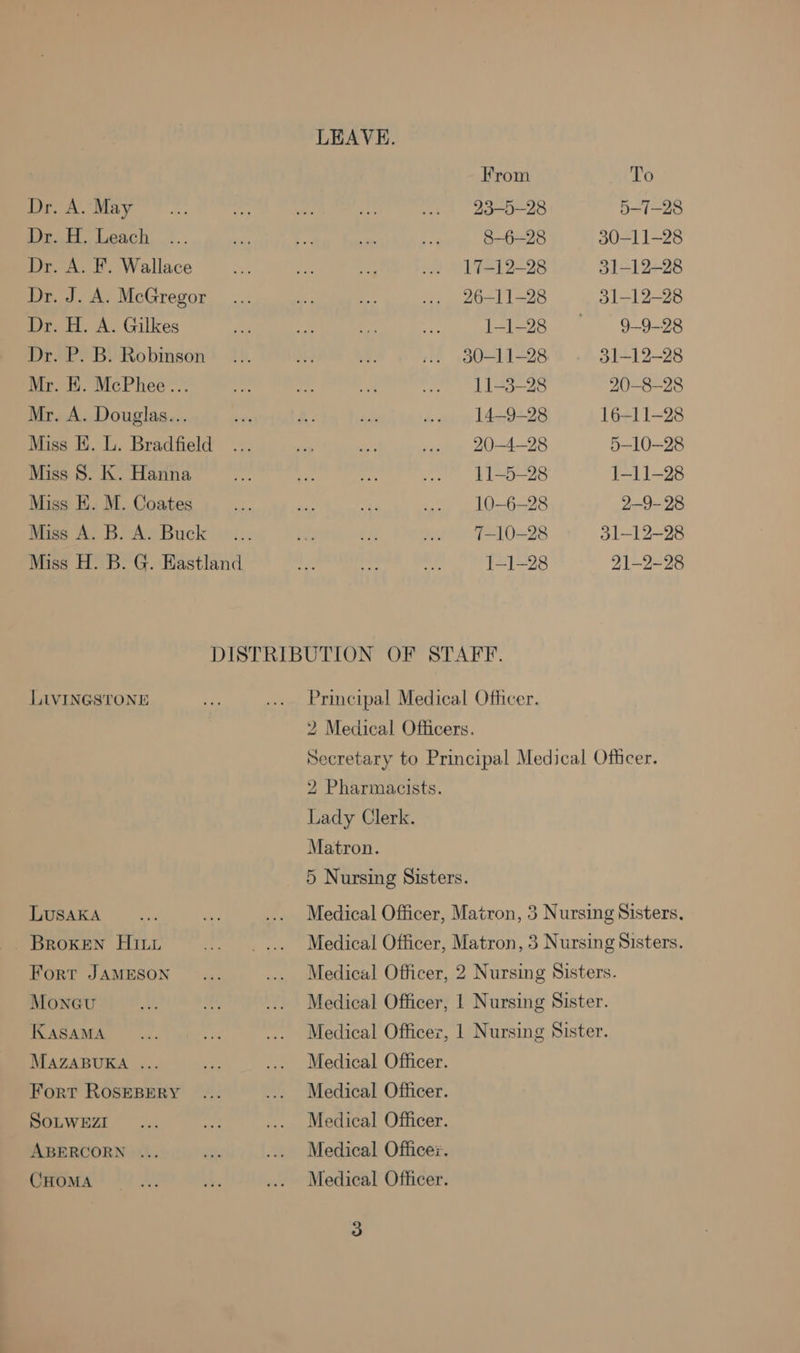 LEAVE.
From To
Dr. A. May ... ... ... ... ... 23–5–28 5–7–28
Dr. H. Leach ... ... ... ... ... 8–6–28 30–11–28
Dr. A. F. Wallace ... ... ... ... 17–12–28 31–12–28
Dr. J. A. McGregor ... ... ... ... 26–11–28 31–12–28
Dr. H. A. Gilkes ... ... ... ... 1–1–28 9–9–28
Dr. P. B. Robinson ... ... ... ... 30–11–28 31–12–28
Mr. E. McPhee ... ... ... ... ... 11–3–28 20–8–28
Mr. A. Douglas... ... ... ... ... 14–9–28 16–11–28
Miss E. L. Bradfield ... ... ... ... 20–4–28 5–10–28
Miss S. K. Hanna ... ... ... ... 11–5–28 1–11–28
Miss E. M. Coates ... ... ... ... 10–6–28 2–9–28
Miss A. B. A. Buck ... ... ... ... 7–10–28 31–12–28
Miss H. B. G. Eastland ... ... ... 1–1–28 21–2–28
DISTRIBUTION OF STAFF.
LIVINGSTONE ... ... Principal Medical Officer.
2 Medical Officers.
Secretary to Principal Medical Officer.
2 Pharmacists.
Lady Clerk.
Matron.
5 Nursing Sisters.
LUSAKA ... ... ... Medical Officer, Matron, 3 Nursing Sisters.
BROKEN HILL ... ... Medical Officer, Matron, 3 Nursing Sisters.
FORT JAMESON ... ... Medical Officer, 2 Nursing Sisters.
MONGU ... ... ... Medical Officer, 1 Nursing Sister.
KASAMA ... ... ... Medical Officer, 1 Nursing Sister.
MAZABUKA ... ... ... Medical Officer.
FORT ROSEBERY ... ... Medical Officer.
SOLWEZI ... ... ... Medical Officer.
ABERCORN ... ... ... Medical Officer.
CHOMA ... ... ... Medical Officer.
3